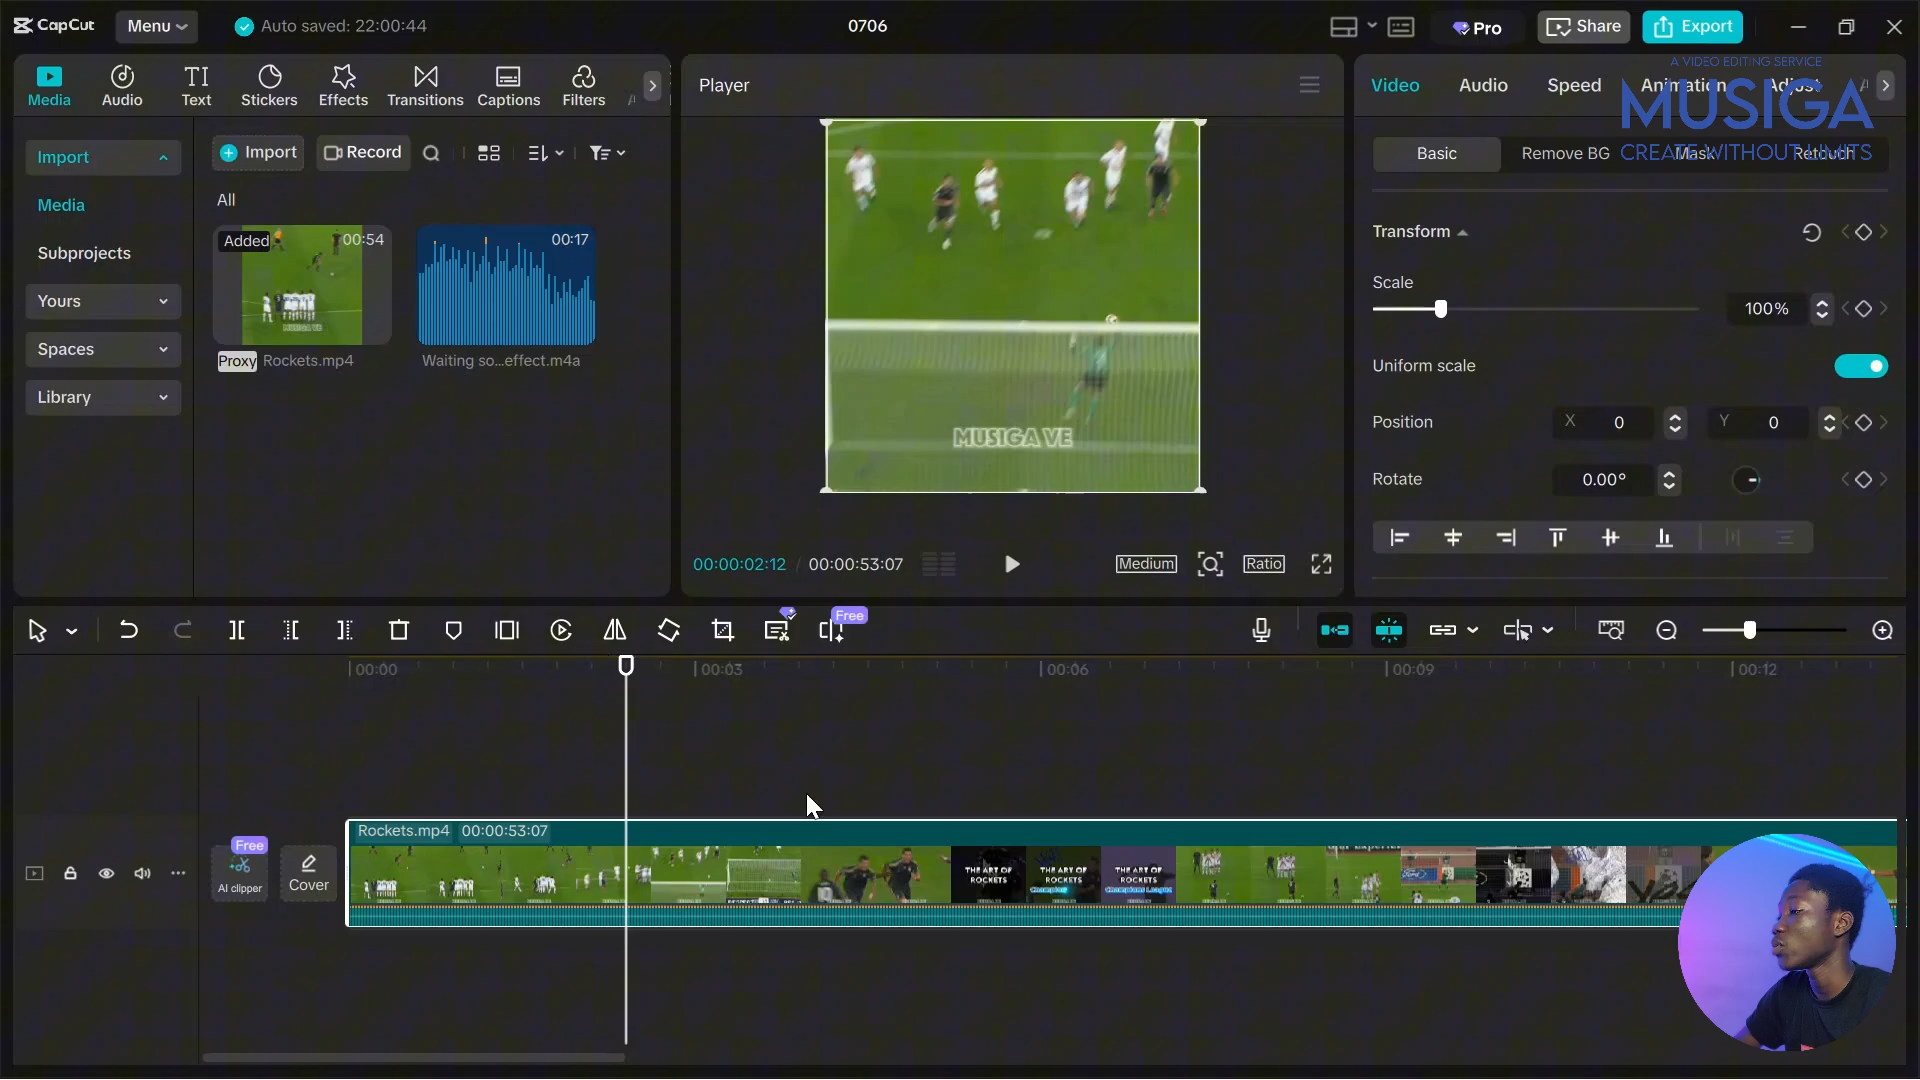 CapCut
Menu
Auto saved: 22:00:44
0706
Pro
Share
Export
Media
Audio
Text
Stickers
Effects
Transitions
Captions
Filters
Player
Video
Audio
Speed
Animation
Adjust
A VIDEO EDITING SERVICE
MUSIGA
CREATE WITHOUT LIMITS
Import
Media
Subprojects
Yours
Spaces
Library
Import
Record
All
Added
00:54
MUSIGA VE
Proxy
Rockets.mp4
00:17
Waiting so...effect.m4a
MUSIGA VE
00:00:02:12 / 00:00:53:07
Medium
Ratio
Basic
Remove BG
Mask
Retouch
Transform
Scale
100%
Uniform scale
Position
X 0
Y 0
Rotate
0.00°
Free
00:00
00:03
00:06
00:09
00:12
Free
AI clipper
Cover
Rockets.mp4 00:00:53:07
THE ART OF
ROCKETS
THE ART OF
ROCKETS
Champion
THE ART OF
ROCKETS
Champions League